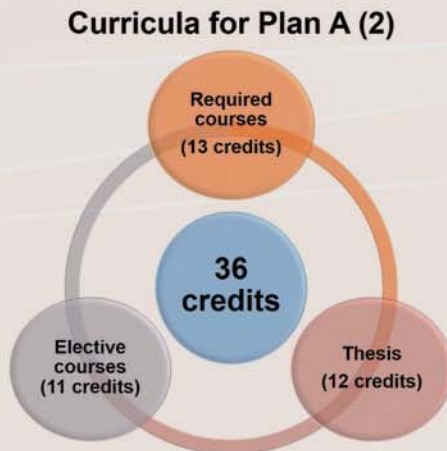 Curricula for Plan A (2)
Required
courses
(13 credits)
36
credits
Elective
courses
(11 credits)
Thesis
(12 credits)